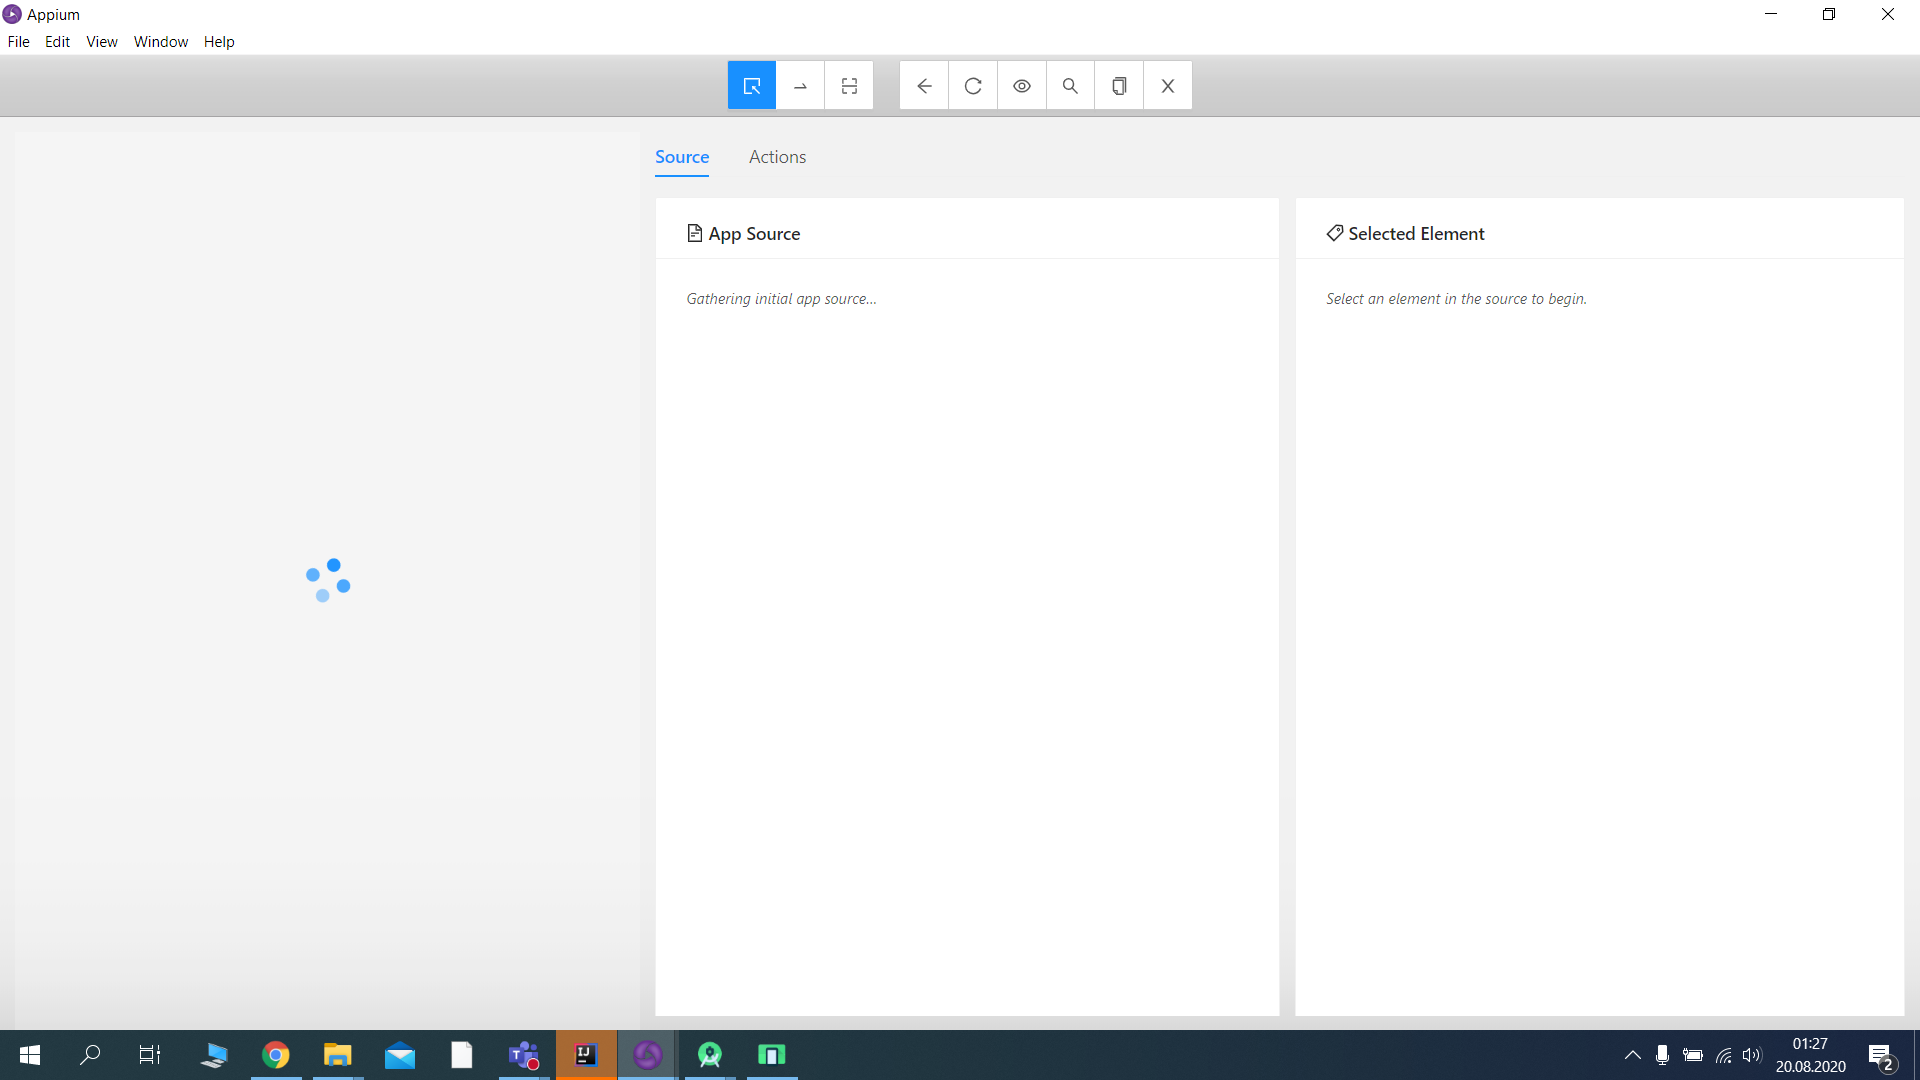 Appium
File Edit View Window Help
Source Actions
App Source
Selected Element
Gathering initial app source...
Select an element in the source to begin.
T
IJ
01:27
20.08.2020
2